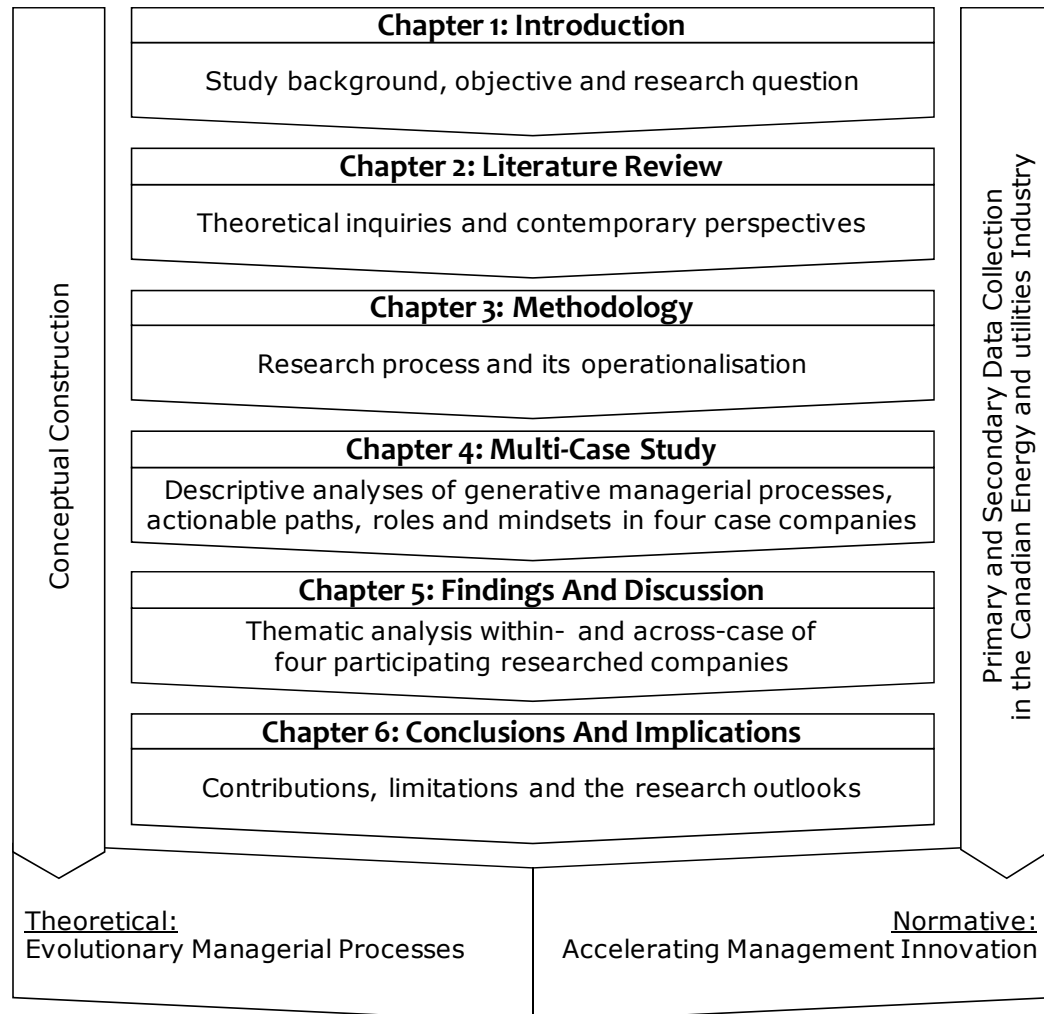 Chapter 1: Introduction
Study background, objective and research question
Chapter 2: Literature Review
Theoretical inquiries and contemporary perspectives
Chapter 3: Methodology
Research process and its operationalisation
Chapter 4: Multi-Case Study
Descriptive analyses of generative managerial processes,
actionable paths, roles and mindsets in four case companies
Chapter 5: Findings And Discussion
Thematic analysis within- and across-case of
four participating researched companies
Chapter 6: Conclusions And Implications
Contributions, limitations and the research outlooks
Conceptual Construction
Primary and Secondary Data Collection
in the Canadian Energy and utilities Industry
Theoretical:
Evolutionary Managerial Processes
Normative:
Accelerating Management Innovation